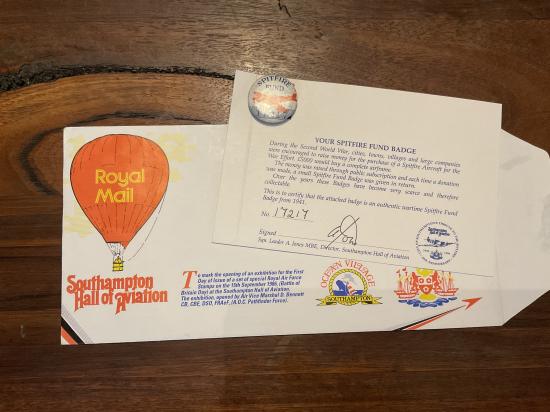 SPITFIRE
FUND
YOUR SPITFIRE FUND BADGE
During the Second World War, cities, towns, villages and large companies
were encouraged to raise money for the purchase of a Spitfire Aircraft for the
War Effort. £5000 would buy a complete airframe.
The money was raised through public subscription and each time a donation
was made, a small Spitfire Fund Badge was given in return.
Over the years these Badges have become very scarce and therefore
collectable.
This is to certify that the attached badge is an authentic wartime Spitfire Fund
Badge from 1941.
No. 17217
Signed
Sqn. Leader A. Jones MBE, Director, Southampton Hall of Aviation
Royal
Mail
Southampton
Hall of Aviation
To mark the opening of an exhibition for the First
Day of Issue of a set of special Royal Air Force
Stamps on the 15th September 1986, (Battle of
Britain Day) at the Southampton Hall of Aviation.
The exhibition, opened by Air Vice Marshal D. Bennett
CB, CBE, DSO, FRAeF, (A.O.C. Pathfinder Force).
OCEAN VILLAGE
SOUTHAMPTON